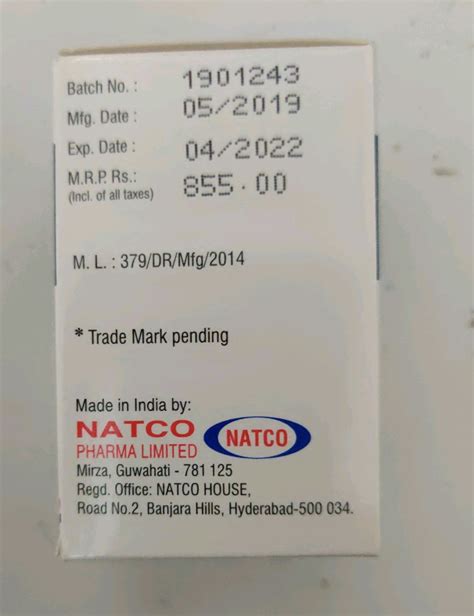 Batch No. : 1901243
Mfg. Date : 05/2019
Exp. Date : 04/2022
M.R.P. Rs.: 855.00
(Incl. of all taxes)
M. L. : 379/DR/Mfg/2014
* Trade Mark pending
Made in India by:
NATCO
PHARMA LIMITED
NATCO
Mirza, Guwahati - 781 125
Regd. Office: NATCO HOUSE,
Road No.2, Banjara Hills, Hyderabad-500 034.